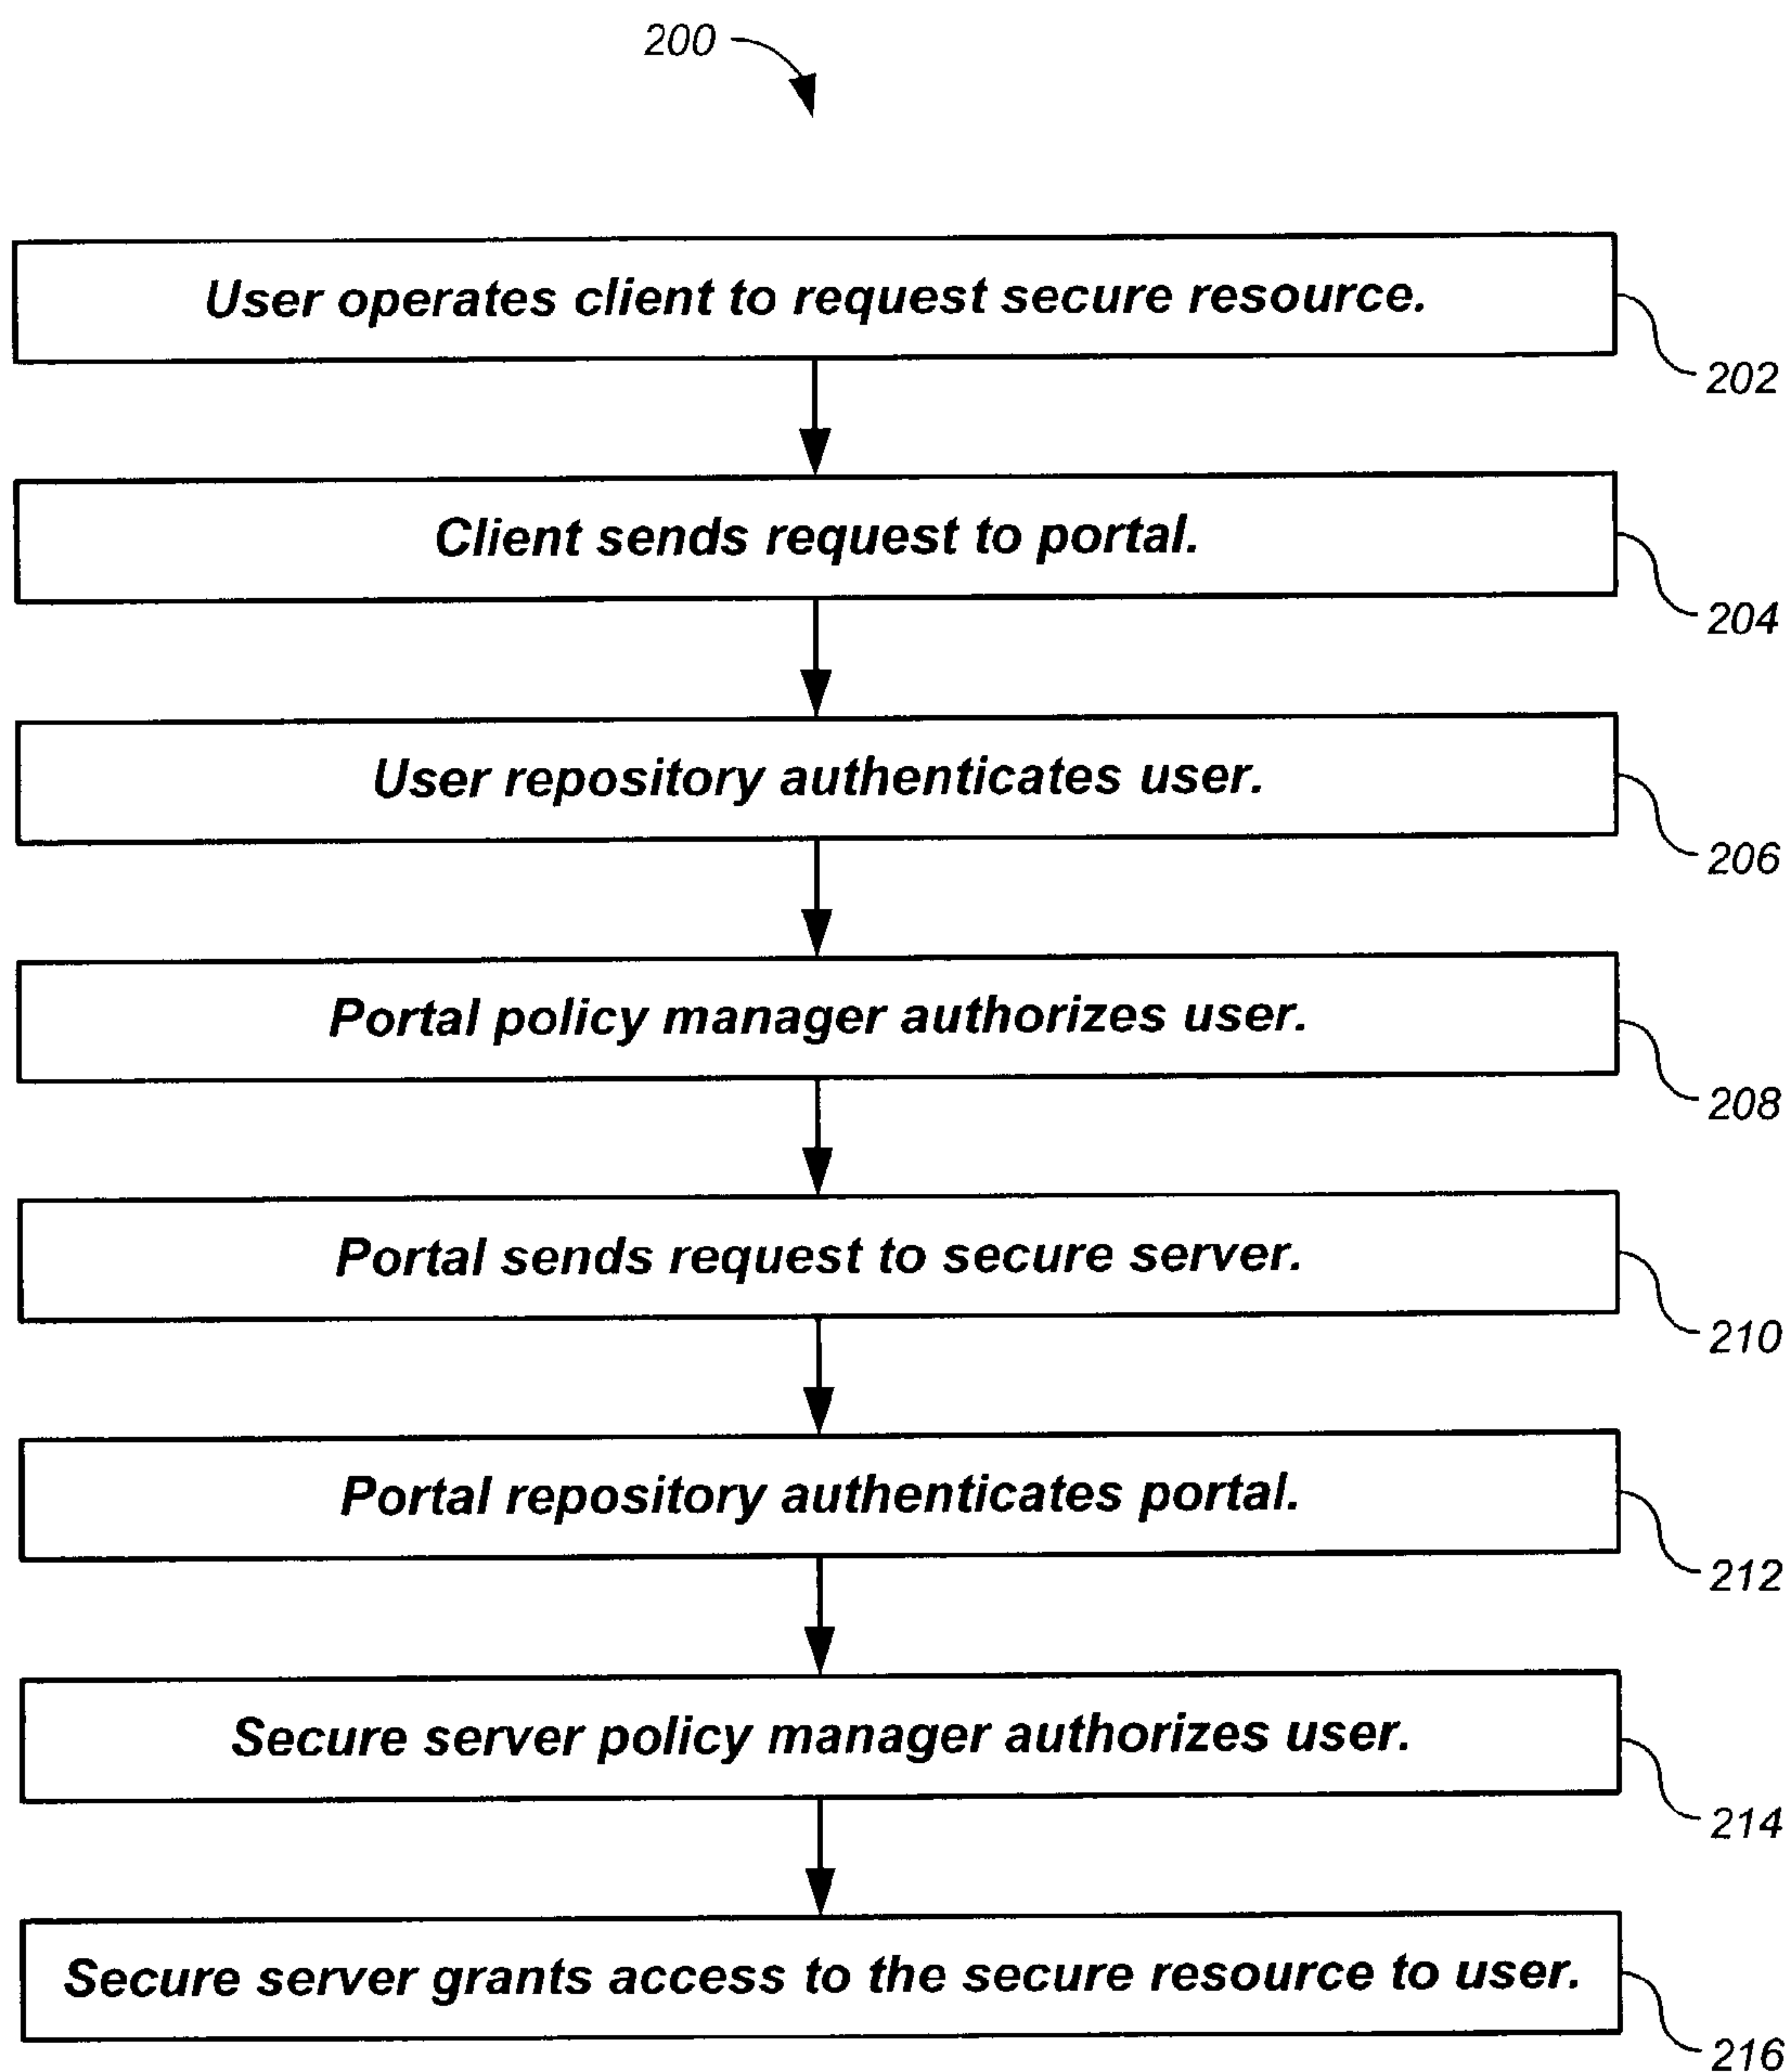 200
User operates client to request secure resource.
202
Client sends request to portal.
204
User repository authenticates user.
206
Portal policy manager authorizes user.
208
Portal sends request to secure server.
210
Portal repository authenticates portal.
212
Secure server policy manager authorizes user.
214
Secure server grants access to the secure resource to user.
216